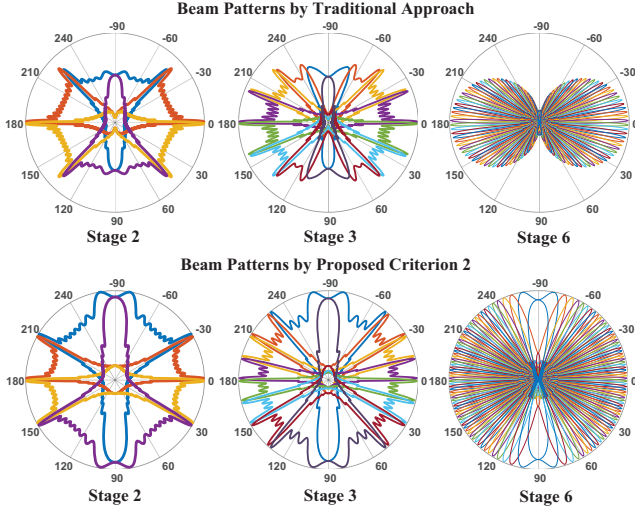 Beam Patterns by Traditional Approach
-90 -90 -90
240 -60 240 -60 240 -60
210 -30 210 -30 210 -30
180 0 180 0 180 0
150 30 150 30 150 30
120 60 120 60 120 60
90 90 90
Stage 2 Stage 3 Stage 6
Beam Patterns by Proposed Criterion 2
-90 -90 -90
240 -60 240 -60 240 -60
210 -30 210 -30 210 -30
180 0 180 0 180 0
150 30 150 30 150 30
120 60 120 60 120 60
90 90 90
Stage 2 Stage 3 Stage 6